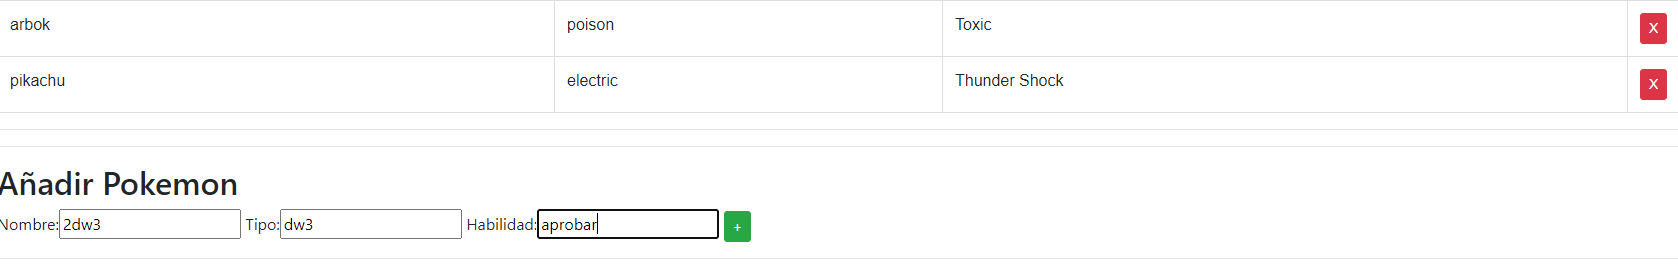 arbok poison Toxic X
pikachu electric Thunder Shock X
Añadir Pokemon
Nombre:2dw3 Tipo:dw3 Habilidad:aprobar +